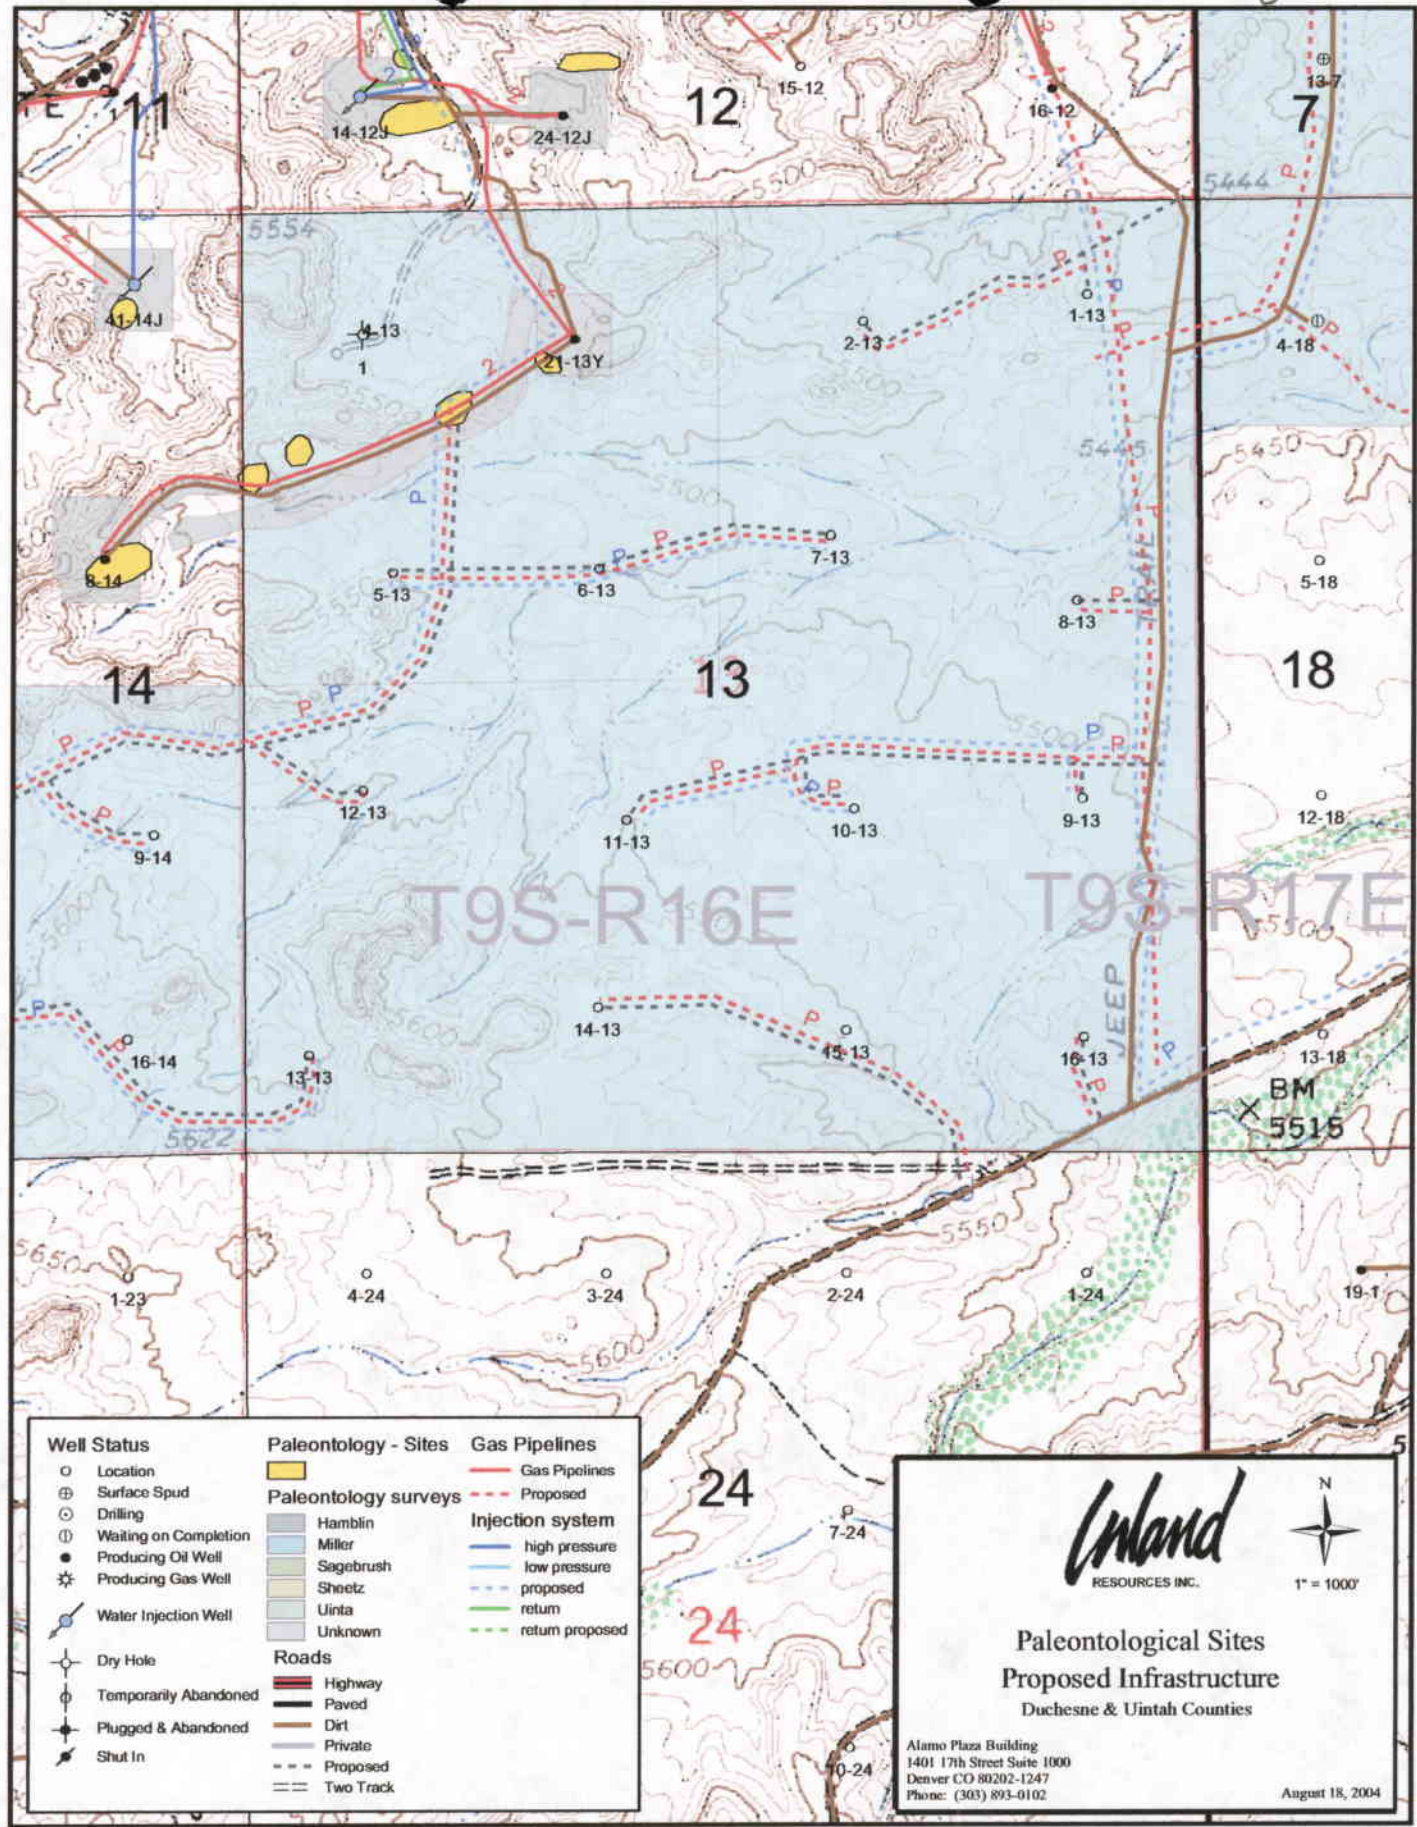 11
12
7
15-12
13-7
16-12
14-12J
24-12J
5500
5444
5554
2
3
41-14J
4-13
1
21-13Y
2-13
1-13
4-18
P
5500
5445
5450
5500
8-14
5-13
6-13
7-13
8-13
5-18
TRAIL
14
13
18
5500
12-13
11-13
10-13
9-13
12-18
9-14
T9S-R16E
T9S-R17E
5600
5500
JEEP
14-13
15-13
16-13
13-18
16-14
13-13
5600
BM
5515
5622
5550
5650
1-23
4-24
3-24
2-24
1-24
19-1
5600
24
7-24
24
5600
10-24
Well Status
Location
Surface Spud
Drilling
Waiting on Completion
Producing Oil Well
Producing Gas Well
Water Injection Well
Dry Hole
Temporarily Abandoned
Plugged & Abandoned
Shut In
Paleontology - Sites
Paleontology surveys
Hamblin
Miller
Sagebrush
Sheetz
Uinta
Unknown
Roads
Highway
Paved
Dirt
Private
Proposed
Two Track
Gas Pipelines
Gas Pipelines
Proposed
Injection system
high pressure
low pressure
proposed
return
return proposed
Inland
RESOURCES INC.
N
1" = 1000'
Paleontological Sites
Proposed Infrastructure
Duchesne & Uintah Counties
Alamo Plaza Building
1401 17th Street Suite 1000
Denver CO 80202-1247
Phone: (303) 893-0102
August 18, 2004